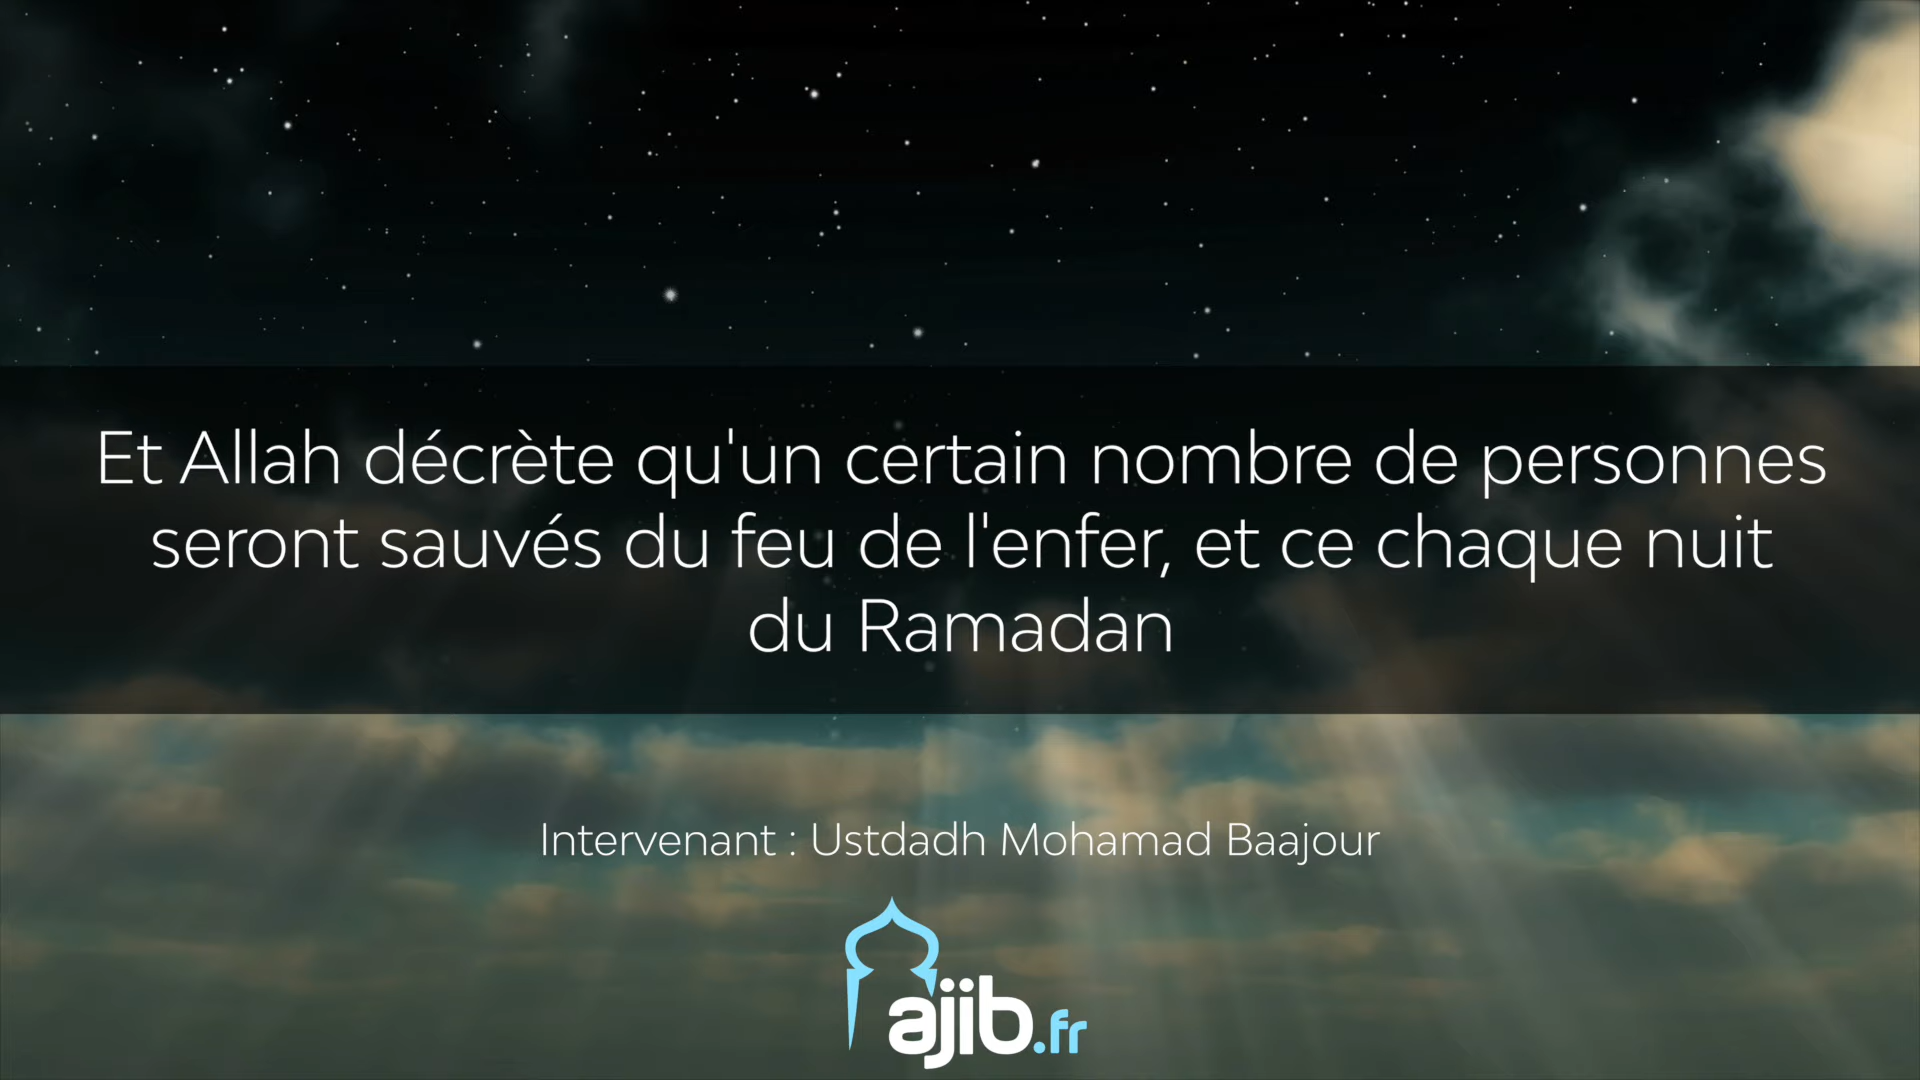 Et Allah décrète qu'un certain nombre de personnes
seront sauvés du feu de l'enfer, et ce chaque nuit
du Ramadan
Intervenant : Ustdadh Mohamad Baajour
ajib.fr